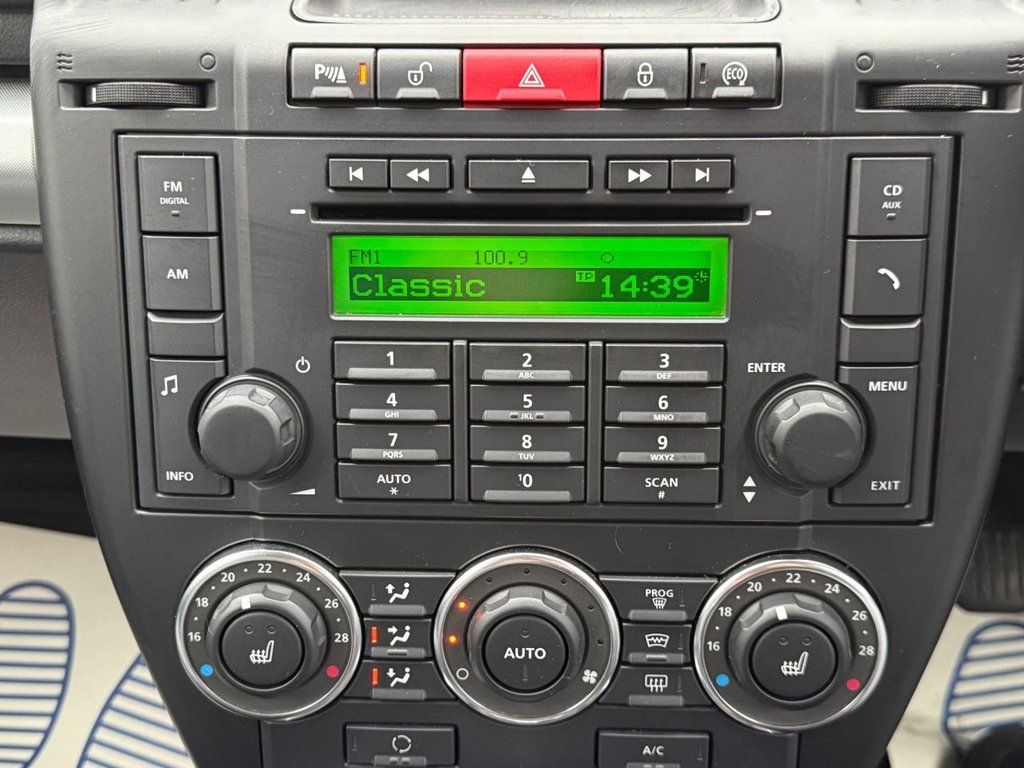 P
ECO
FM
DIGITAL
CD
AUX
FM1 100.9
Classic TP 14:39
AM
1
2 ABC
3 DEF
ENTER
4 GHI
5 JKL
6 MNO
MENU
7 PQRS
8 TUV
9 WXYZ
INFO
AUTO *
0
SCAN #
EXIT
16 18 20 22 24 26 28
PROG
AUTO
16 18 20 22 24 26 28
A/C